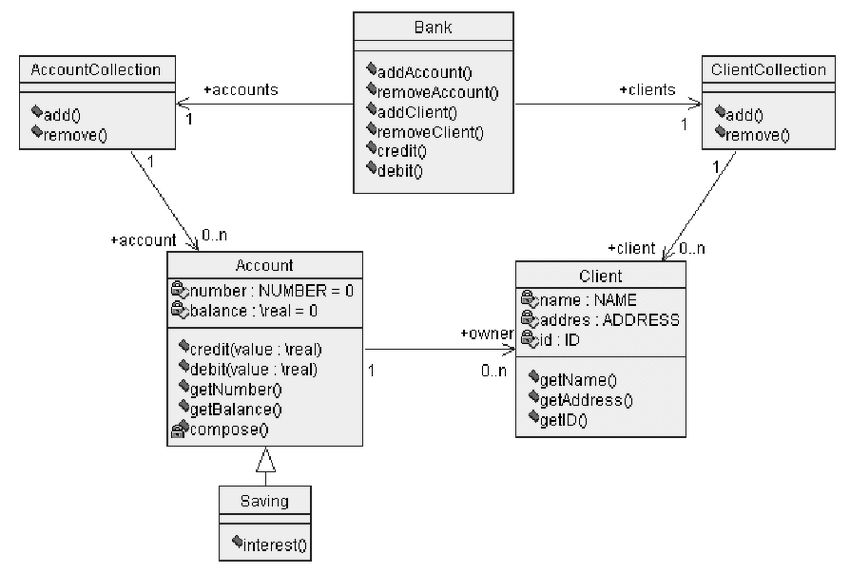 Bank
addAccount()
removeAccount()
addClient()
removeClient()
credit()
debit()
AccountCollection
add()
remove()
+accounts
1
ClientCollection
add()
remove()
+clients
1
1
+account
0..n
1
+client
0..n
Account
number : NUMBER = 0
balance : \real = 0
credit(value : \real)
debit(value : \real)
getNumber()
getBalance()
compose()
+owner
1
0..n
Client
name : NAME
addres : ADDRESS
id : ID
getName()
getAddress()
getID()
Saving
interest()